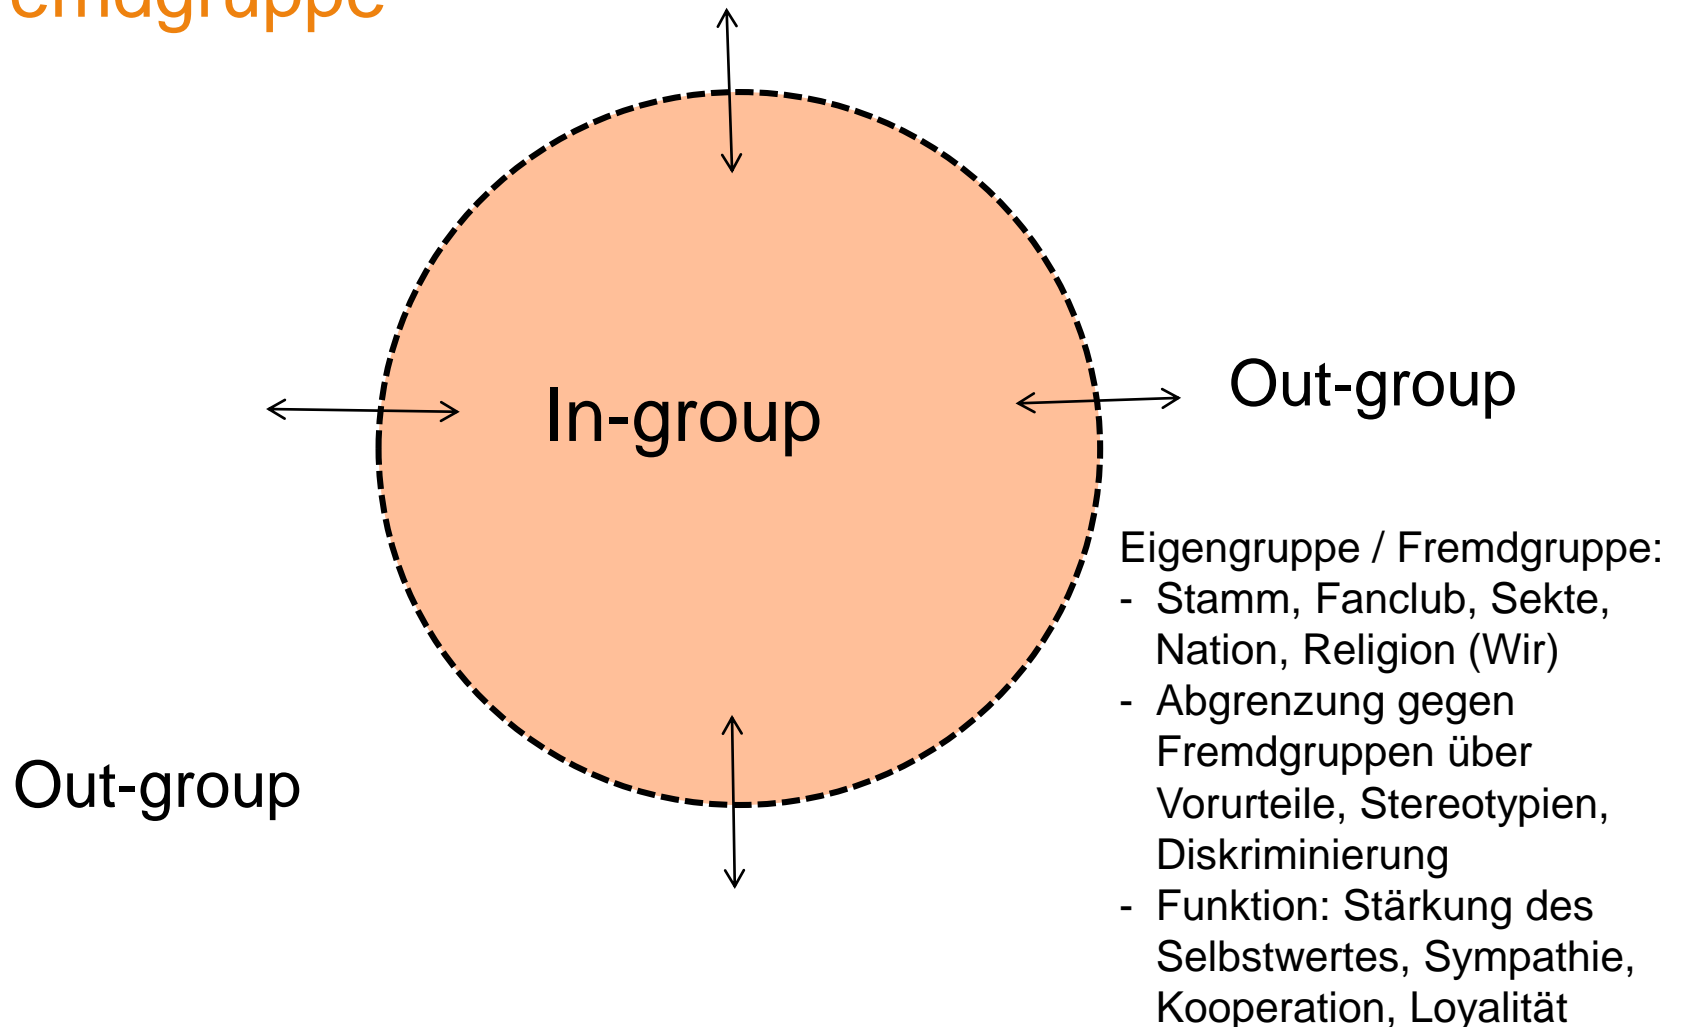 emdgruppe
In-group
Out-group
Out-group
Eigengruppe / Fremdgruppe:
- Stamm, Fanclub, Sekte,
Nation, Religion (Wir)
- Abgrenzung gegen
Fremdgruppen über
Vorurteile, Stereotypien,
Diskriminierung
- Funktion: Stärkung des
Selbstwertes, Sympathie,
Kooperation, Loyalität